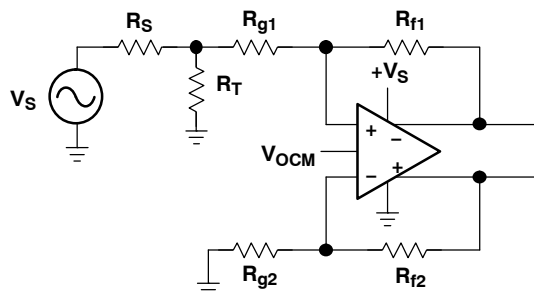 R_S
R_g1
R_f1
+V_S
R_T
V_S
+
−
V_OCM
−
+
R_g2
R_f2